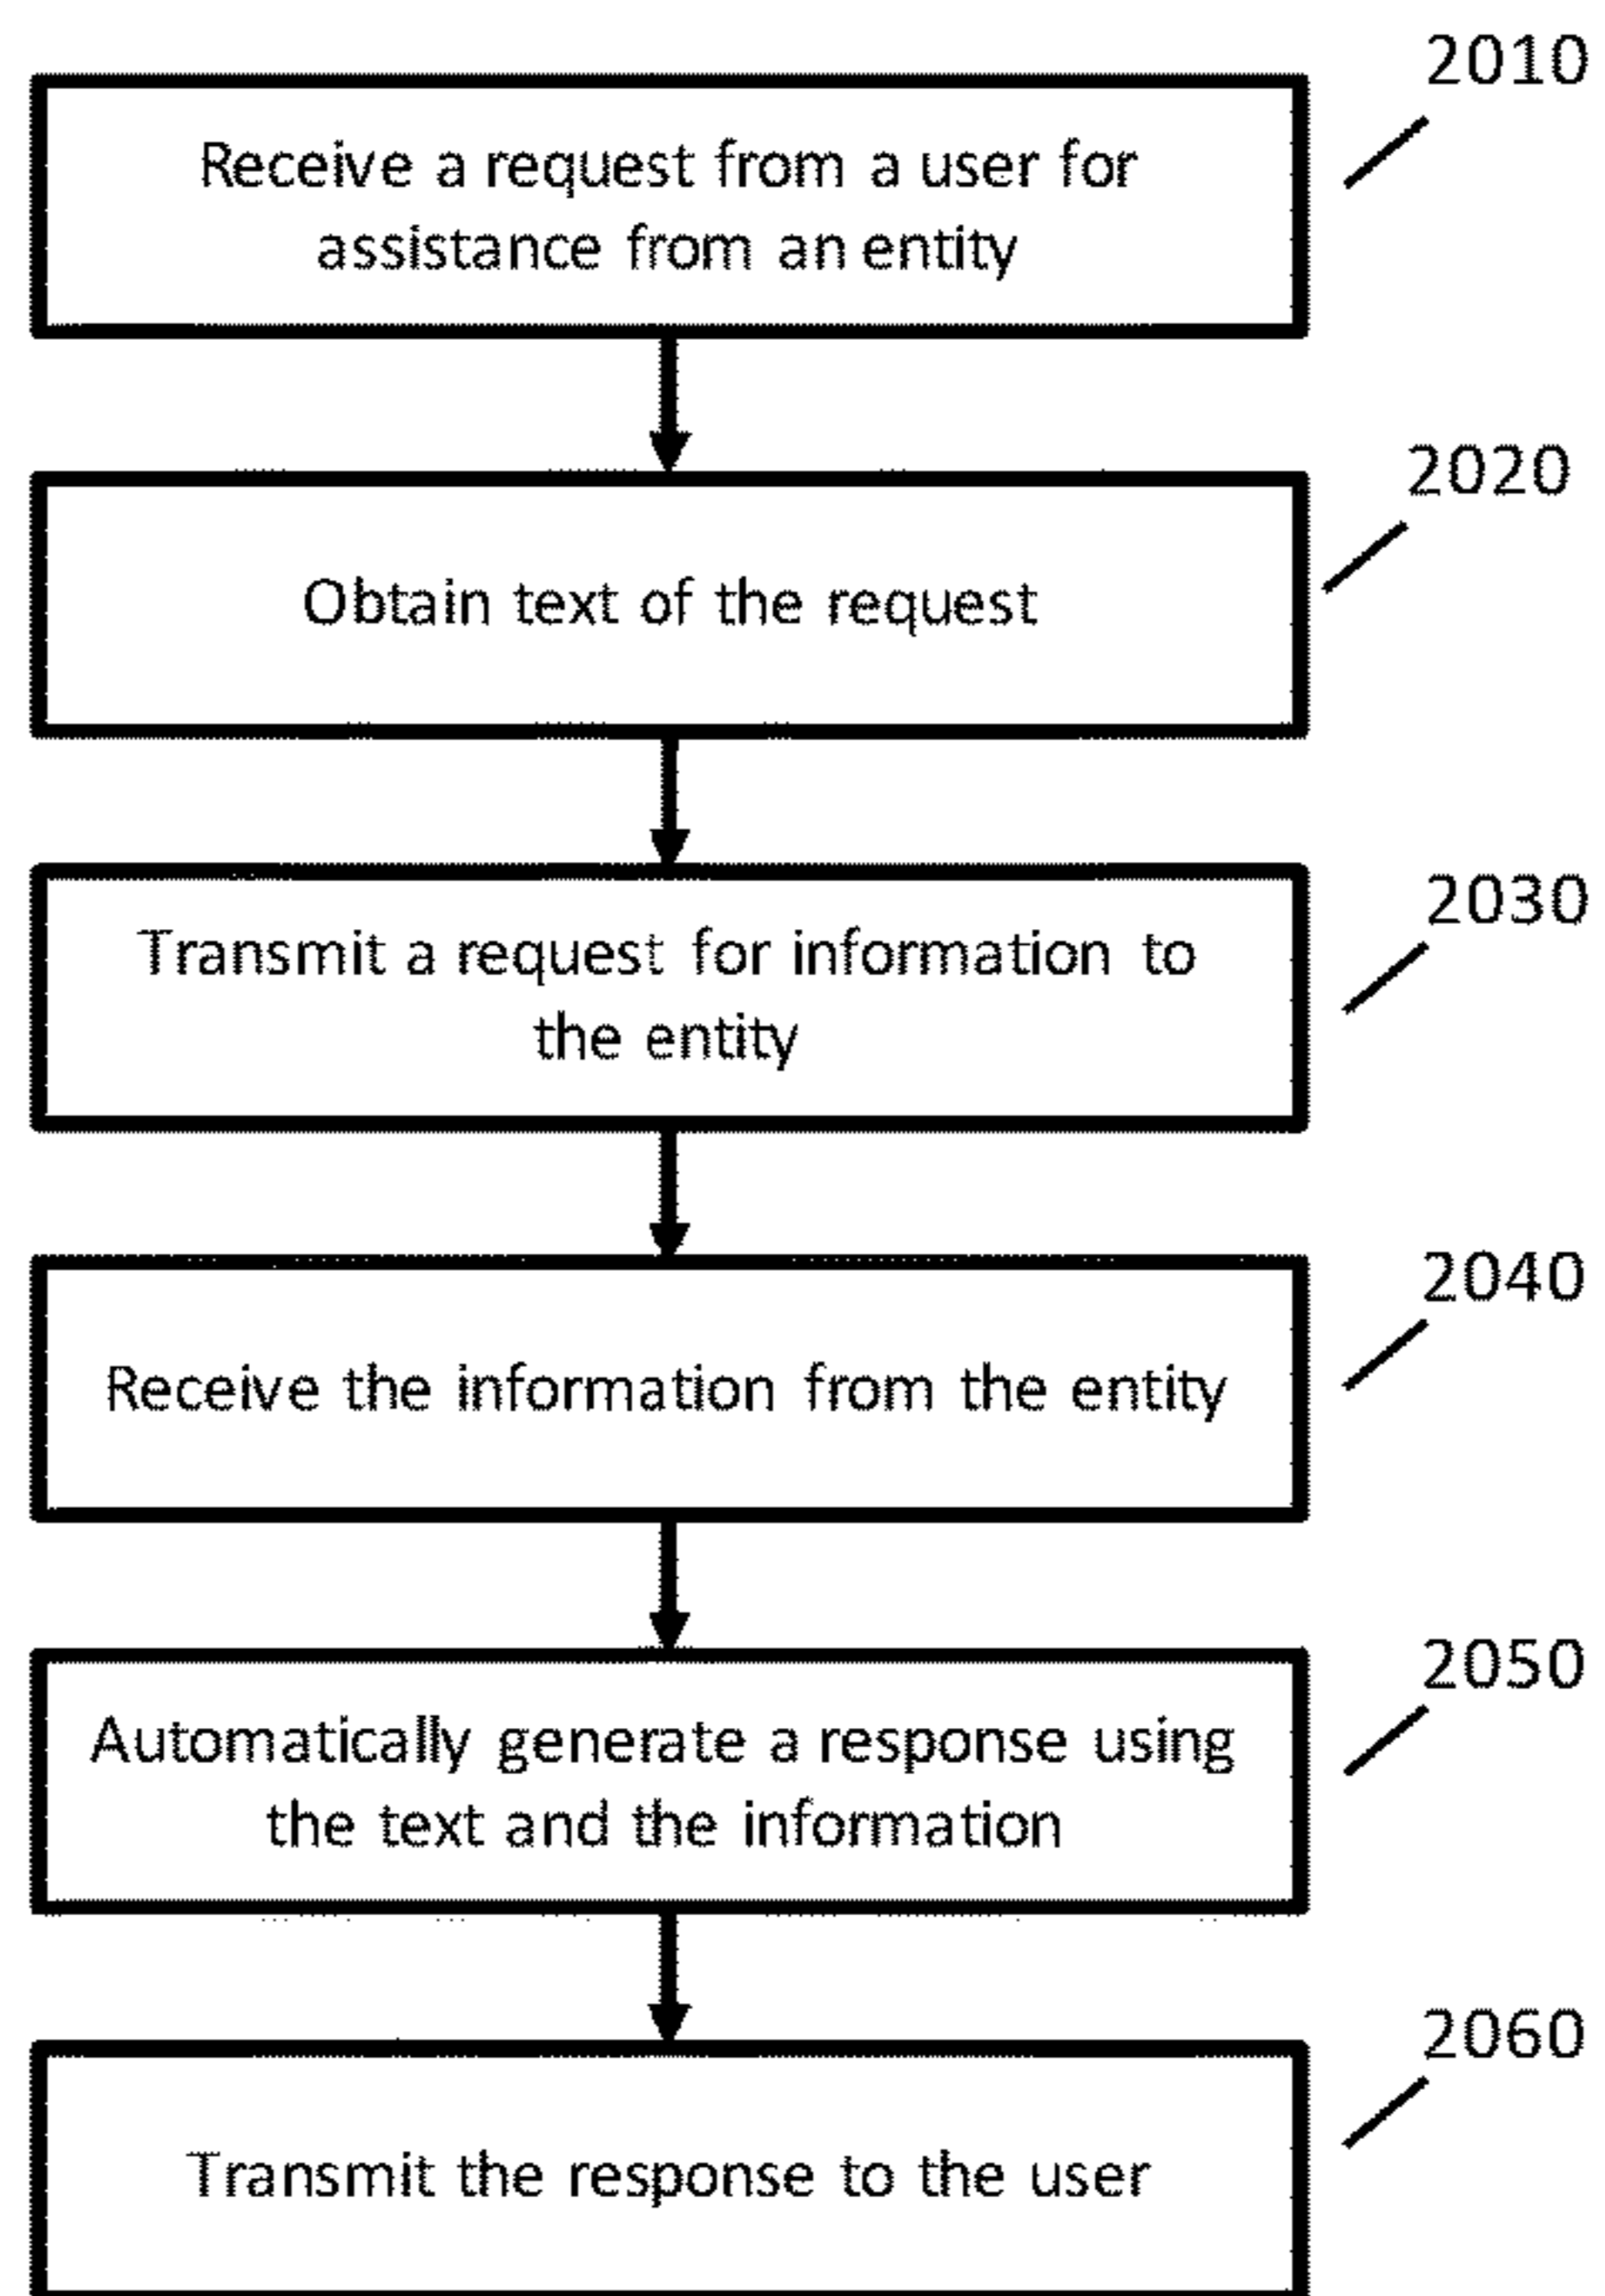 2010
Receive a request from a user for
assistance from an entity
2020
Obtain text of the request
2030
Transmit a request for information to
the entity
2040
Receive the information from the entity
2050
Automatically generate a response using
the text and the information
2060
Transmit the response to the user